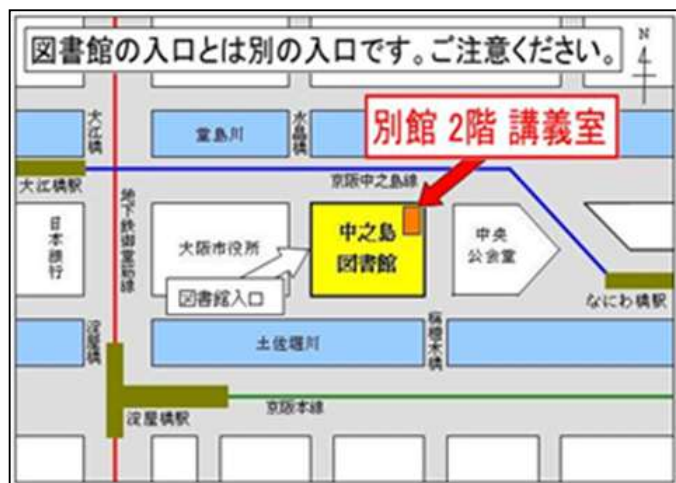 図書館の入口とは別の入口です。ご注意ください。
N
大江橋
堂島川
水晶橋
別館 2階 講義室
大江橋駅
京阪中之島線
地下鉄御堂筋線
日本銀行
大阪市役所
中之島
図書館
中央
公会堂
図書館入口
なにわ橋駅
淀屋橋
土佐堀川
栴檀木橋
淀屋橋駅
京阪本線